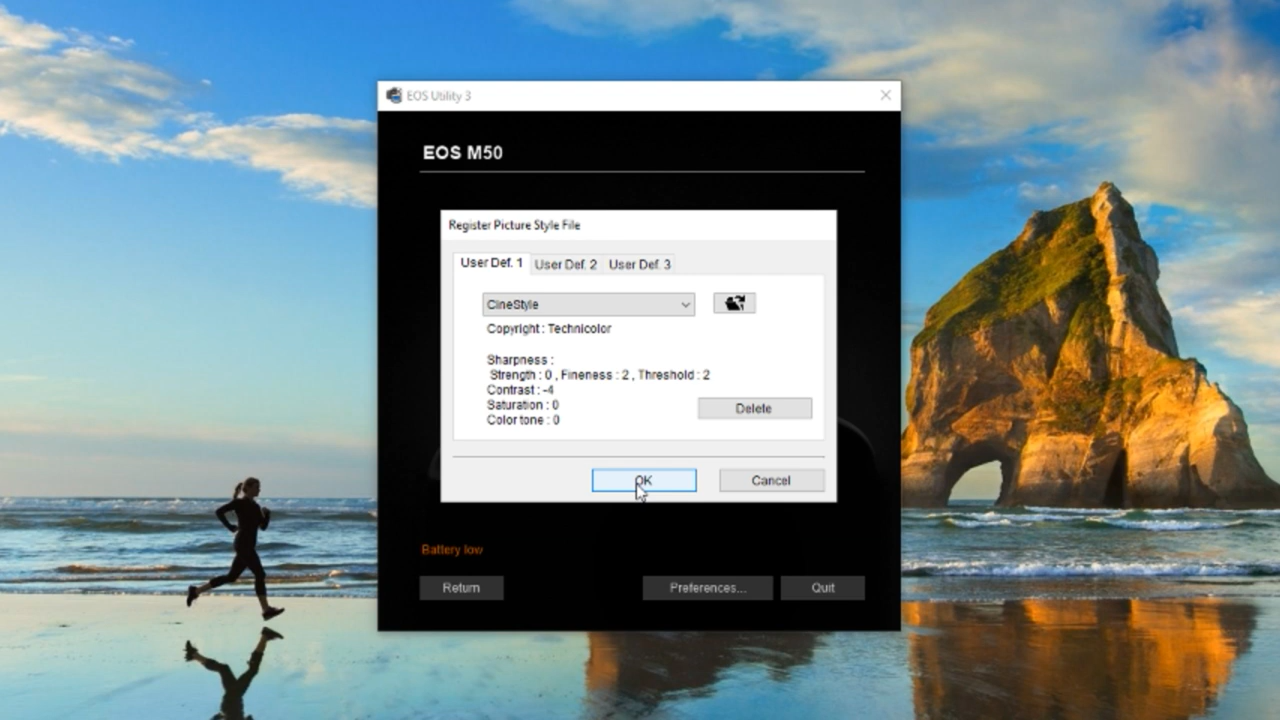 EOS Utility 3
EOS M50
Register Picture Style File
User Def. 1 User Def. 2 User Def. 3
CineStyle
Copyright : Technicolor
Sharpness :
Strength : 0 , Fineness : 2 , Threshold : 2
Contrast : -4
Saturation : 0
Color tone : 0
Delete
OK Cancel
Battery low
Return Preferences... Quit